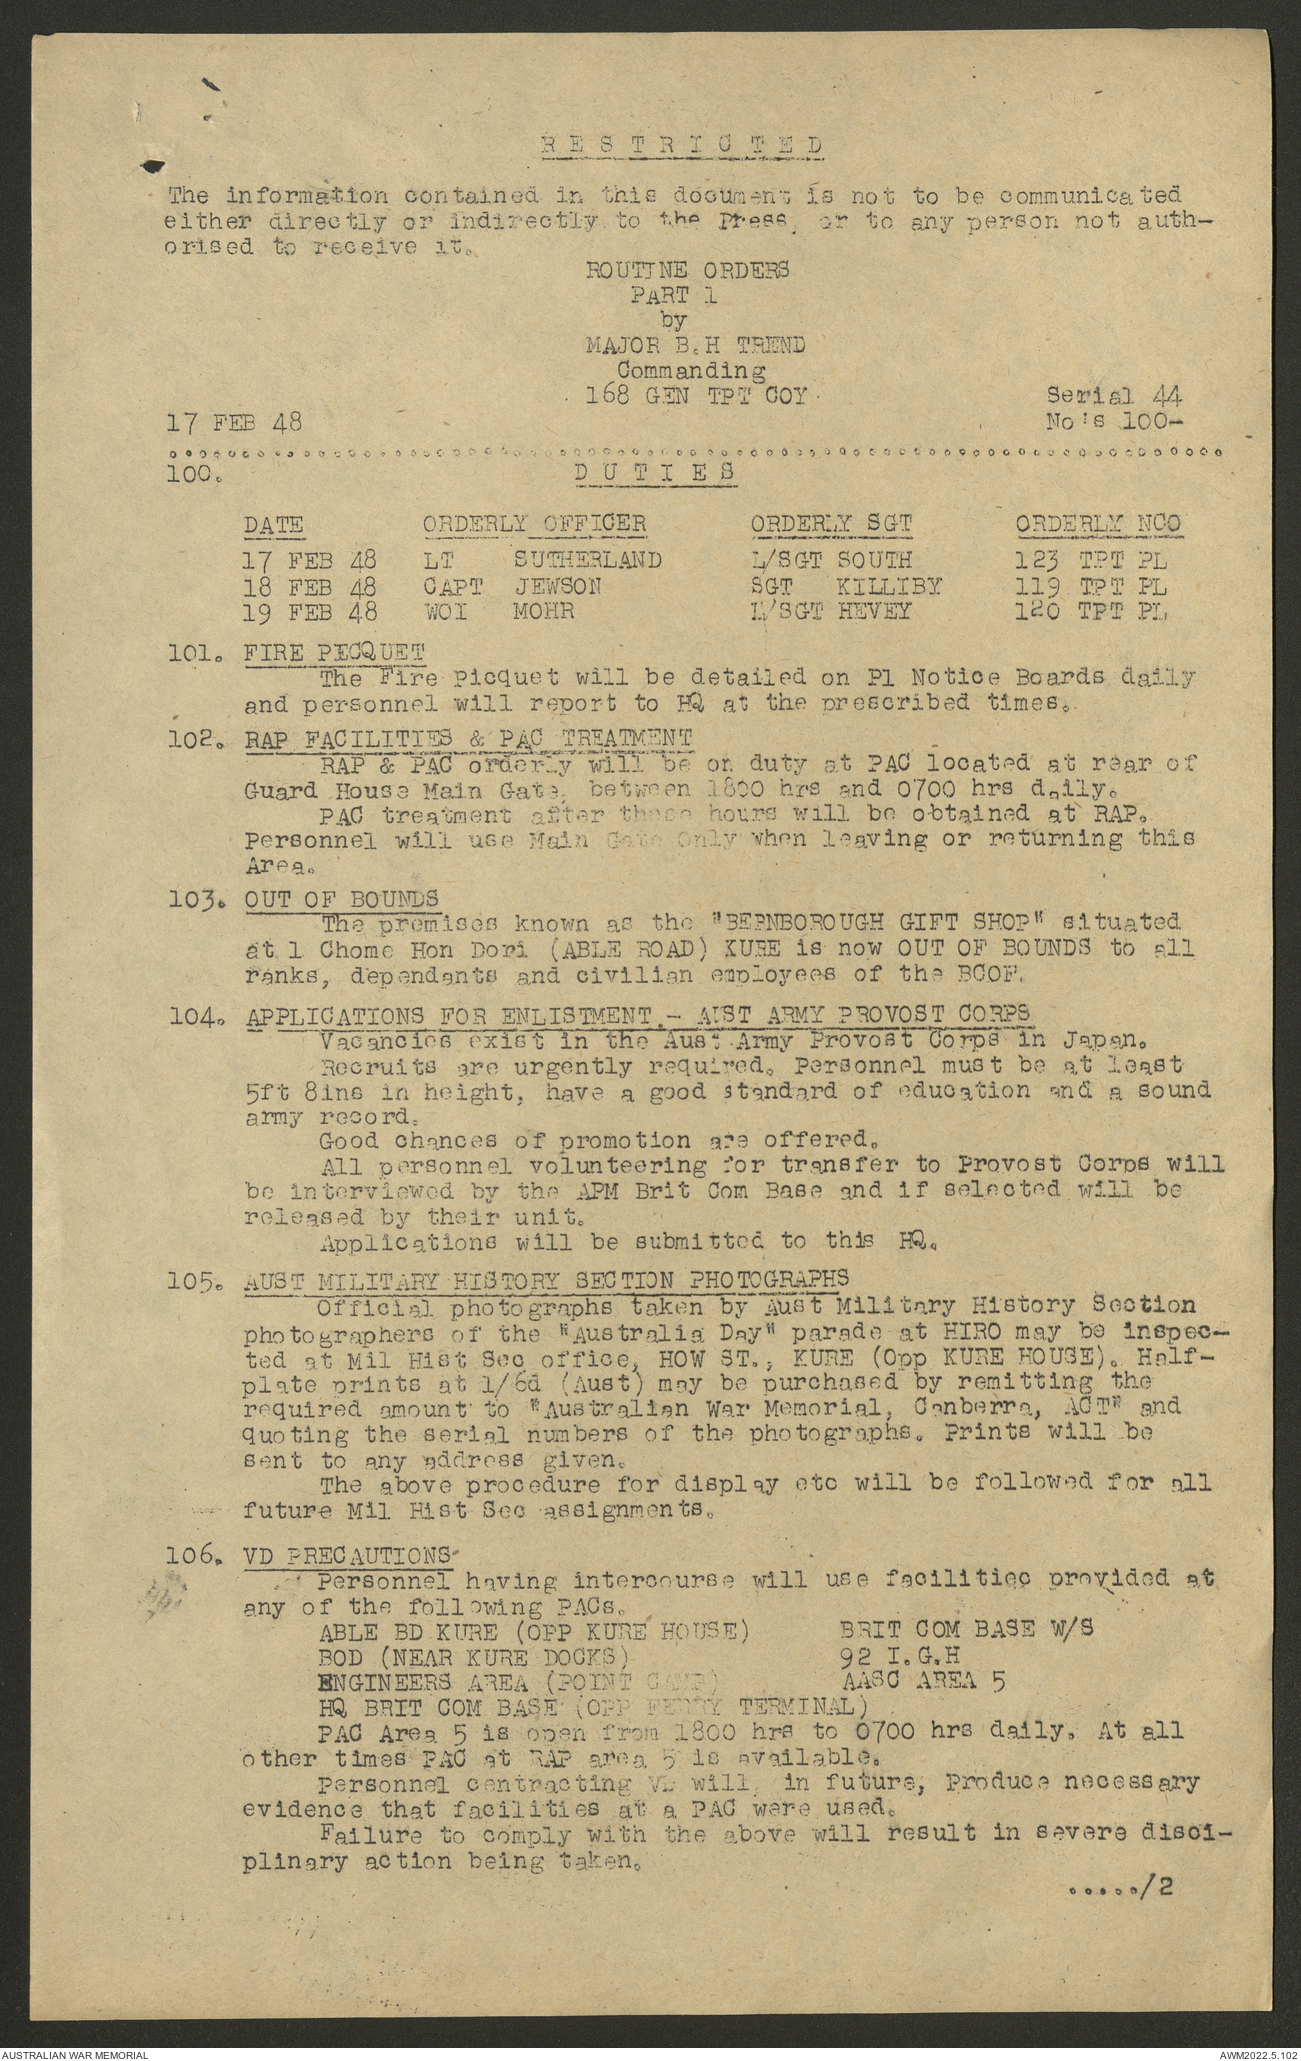 RESTRICTED
The information contained in this document is not to be communicated
either directly or indirectly to the Press, or to any person not auth-
orised to receive it.
ROUTINE ORDERS
PART 1
by
MAJOR B.H TREND
Commanding
168 GEN TPT COY
Serial 44
17 FEB 48
No's 100-
100.
DUTIES
DATE ORDERLY OFFICER ORDERLY SGT ORDERLY NCO
17 FEB 48 LT SUTHERLAND L/SGT SOUTH 123 TPT PL
18 FEB 48 CAPT JEWSON SGT KILLIBY 119 TPT PL
19 FEB 48 WOI MOHR L/SGT HEVEY 120 TPT PL
101. FIRE PICQUET
The Fire Picquet will be detailed on Pl Notice Boards daily
and personnel will report to HQ at the prescribed times.
102. RAP FACILITIES & PAC TREATMENT
RAP & PAC orderly will be on duty at PAC located at rear of
Guard House Main Gate, between 1800 hrs and 0700 hrs daily.
PAC treatment after these hours will be obtained at RAP.
Personnel will use Main Gate Only when leaving or returning this
Area.
103. OUT OF BOUNDS
The premises known as the "BERNBOROUGH GIFT SHOP" situated
at 1 Chome Hon Dori (ABLE ROAD) KURE is now OUT OF BOUNDS to all
ranks, dependants and civilian employees of the BCOF.
104. APPLICATIONS FOR ENLISTMENT.- AUST ARMY PROVOST CORPS
Vacancies exist in the Aust Army Provost Corps in Japan.
Recruits are urgently required. Personnel must be at least
5ft 8ins in height, have a good standard of education and a sound
army record.
Good chances of promotion are offered.
All personnel volunteering for transfer to Provost Corps will
be interviewed by the APM Brit Com Base and if selected will be
released by their unit.
Applications will be submitted to this HQ.
105. AUST MILITARY HISTORY SECTION PHOTOGRAPHS
Official photographs taken by Aust Military History Section
photographers of the "Australia Day" parade at HIRO may be inspec-
ted at Mil Hist Sec office, HOW ST., KURE (Opp KURE HOUSE). Half-
plate prints at 1/6d (Aust) may be purchased by remitting the
required amount to "Australian War Memorial, Canberra, ACT" and
quoting the serial numbers of the photographs. Prints will be
sent to any address given.
The above procedure for display etc will be followed for all
future Mil Hist Sec assignments.
106. VD PRECAUTIONS
Personnel having intercourse will use facilities provided at
any of the following PACs.
ABLE BD KURE (OPP KURE HOUSE) BRIT COM BASE W/S
BOD (NEAR KURE DOCKS) 92 I.G.H
ENGINEERS AREA (POINT CAMP) AASC AREA 5
HQ BRIT COM BASE (OPP FERRY TERMINAL)
PAC Area 5 is open from 1800 hrs to 0700 hrs daily. At all
other times PAC at RAP area 5 is available.
Personnel contracting VD will, in future, produce necessary
evidence that facilities at a PAC were used.
Failure to comply with the above will result in severe disci-
plinary action being taken.
...../2
AUSTRALIAN WAR MEMORIAL
AWM2022.5.102